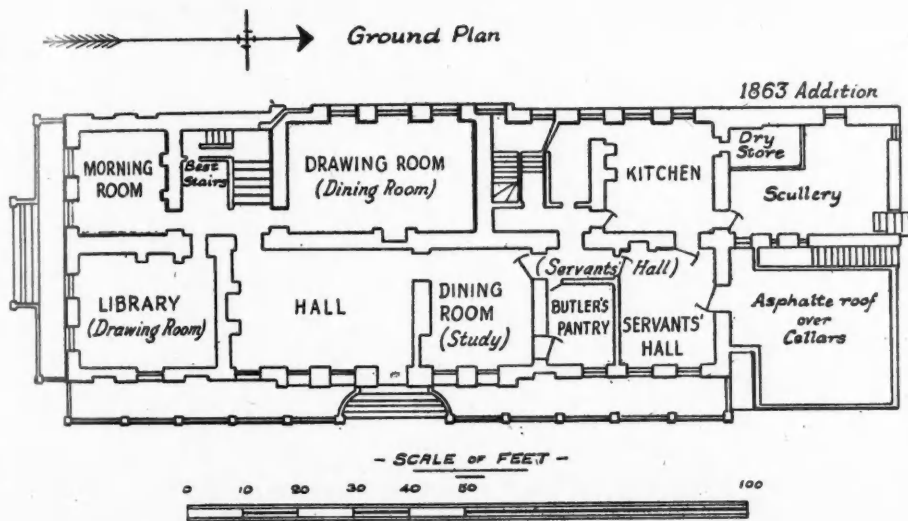 Ground Plan
1863 Addition
MORNING
ROOM
Best
Stairs
DRAWING ROOM
(Dining Room)
KITCHEN
Dry
Store
Scullery
LIBRARY
(Drawing Room)
HALL
DINING
ROOM
(Study)
(Servants' Hall)
BUTLER'S
PANTRY
SERVANTS'
HALL
Asphalte roof
over
Cellars
- SCALE OF FEET -
0 10 20 30 40 50 100